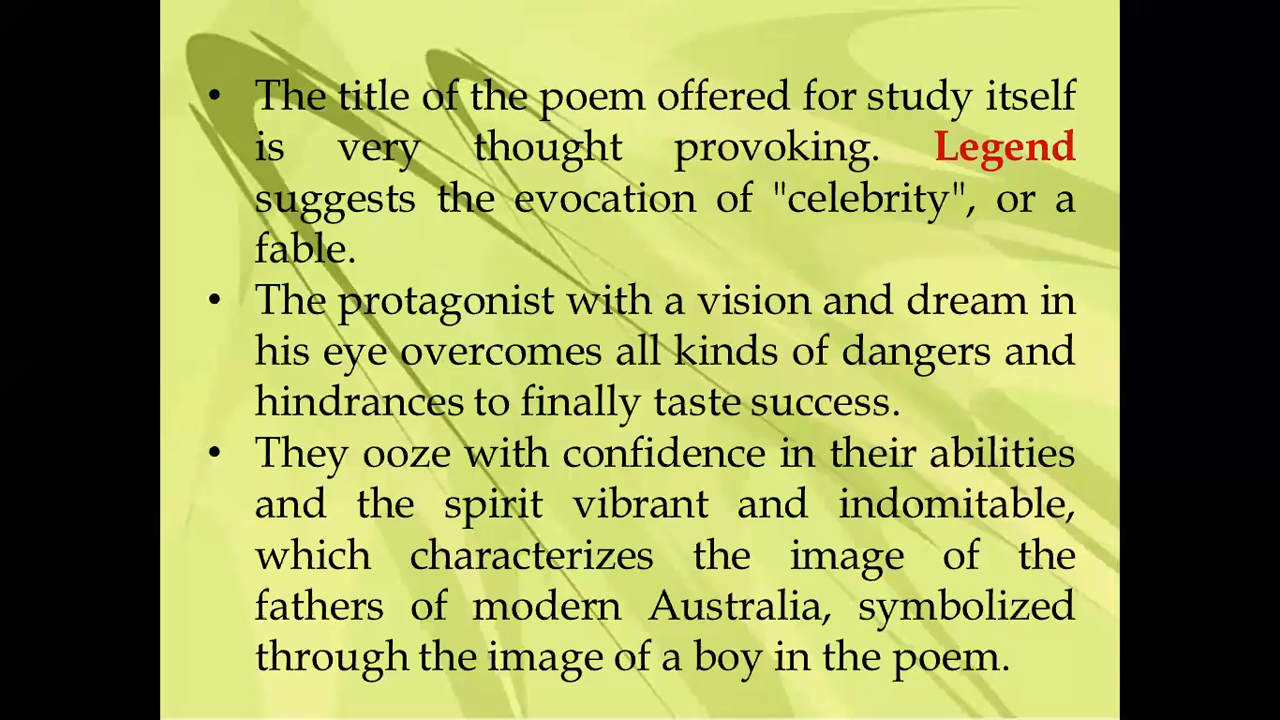 • The title of the poem offered for study itself
is very thought provoking. Legend
suggests the evocation of "celebrity", or a
fable.
• The protagonist with a vision and dream in
his eye overcomes all kinds of dangers and
hindrances to finally taste success.
• They ooze with confidence in their abilities
and the spirit vibrant and indomitable,
which characterizes the image of the
fathers of modern Australia, symbolized
through the image of a boy in the poem.